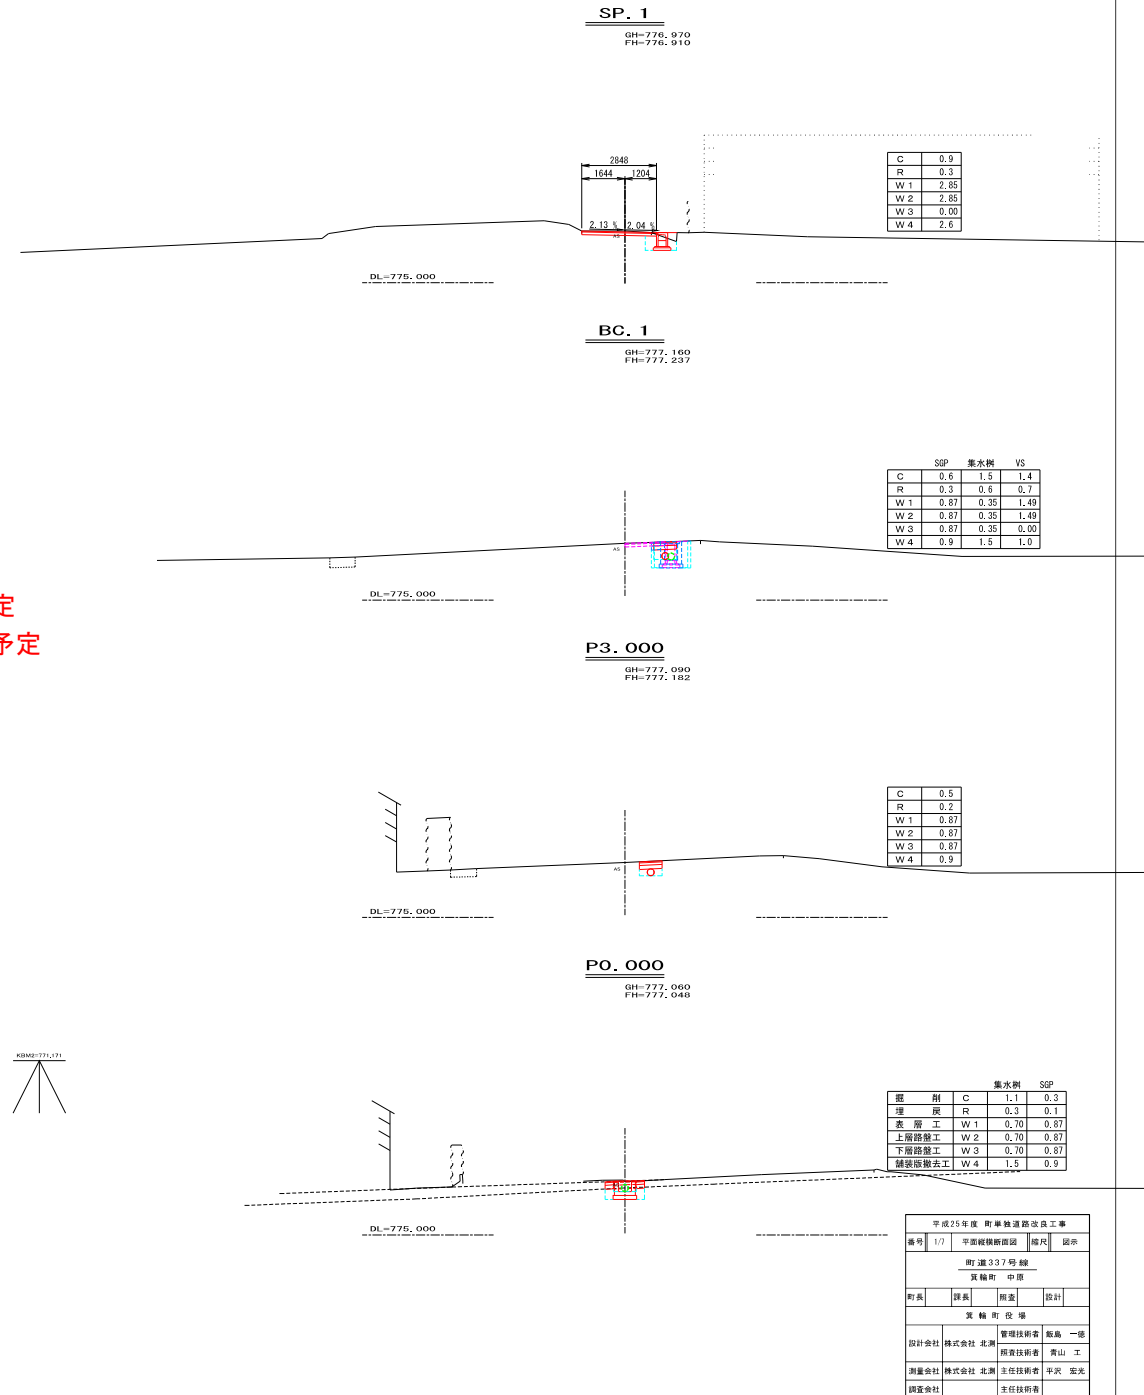 SP. 1
GH=776. 970
FH=776. 910
2848
1644 1204
2.13 % 2.04 %
AS
C 0.9
R 0.3
W 1 2.85
W 2 2.85
W 3 0.00
W 4 2.6
DL=775. 000
BC. 1
GH=777. 160
FH=777. 237
SGP 集水桝 VS
C 0.6 1.5 1.4
R 0.3 0.6 0.7
W 1 0.87 0.35 1.49
W 2 0.87 0.35 1.49
W 3 0.87 0.35 0.00
W 4 0.9 1.5 1.0
AS
DL=775. 000
定
予定
P3. 000
GH=777. 090
FH=777. 182
C 0.5
R 0.2
W 1 0.87
W 2 0.87
W 3 0.87
W 4 0.9
AS
DL=775. 000
P0. 000
GH=777. 060
FH=777. 048
KBM2=771.171
集水桝 SGP
掘 削 C 1.1 0.3
埋 戻 R 0.3 0.1
表 層 工 W 1 0.70 0.87
上層路盤工 W 2 0.70 0.87
下層路盤工 W 3 0.70 0.87
舗装版撤去工 W 4 1.5 0.9
DL=775. 000
平成25年度 町単独道路改良工事
番号 1/7 平面縦横断面図 縮尺 図示
町道337号線
箕輪町 中原
町長 課長 照査 設計
箕輪町役場
設計会社 株式会社 北測 管理技術者 飯島 一徳
照査技術者 青山 工
測量会社 株式会社 北測 主任技術者 平沢 宏光
調査会社 主任技術者